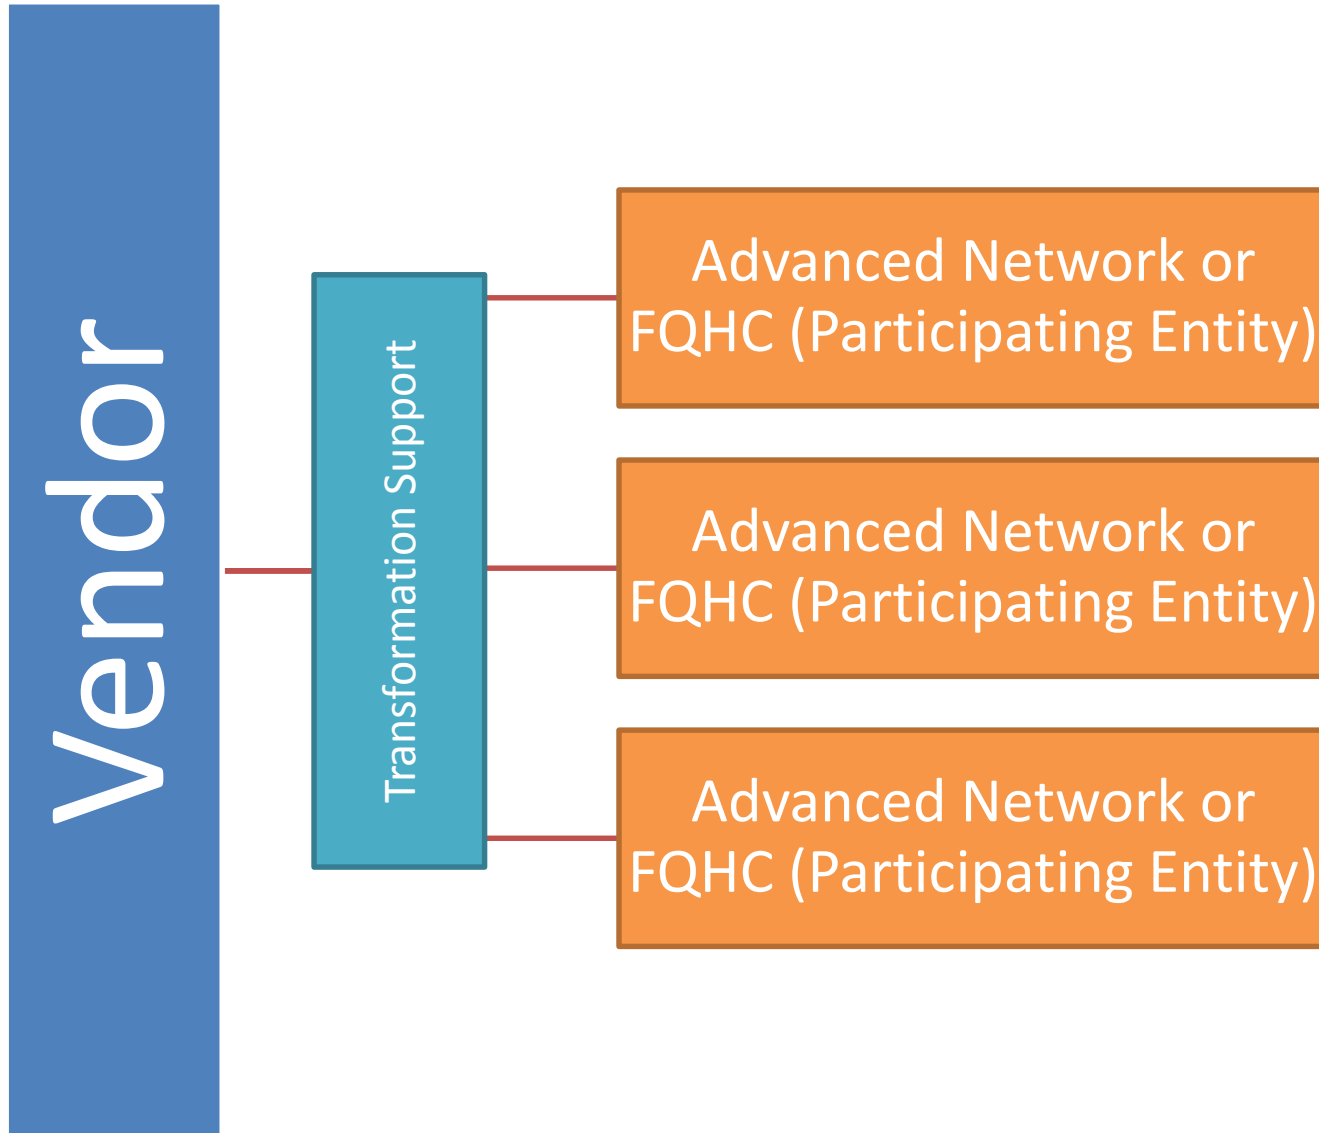 Vendor
Transformation Support
Advanced Network or
FQHC (Participating Entity)
Advanced Network or
FQHC (Participating Entity)
Advanced Network or
FQHC (Participating Entity)